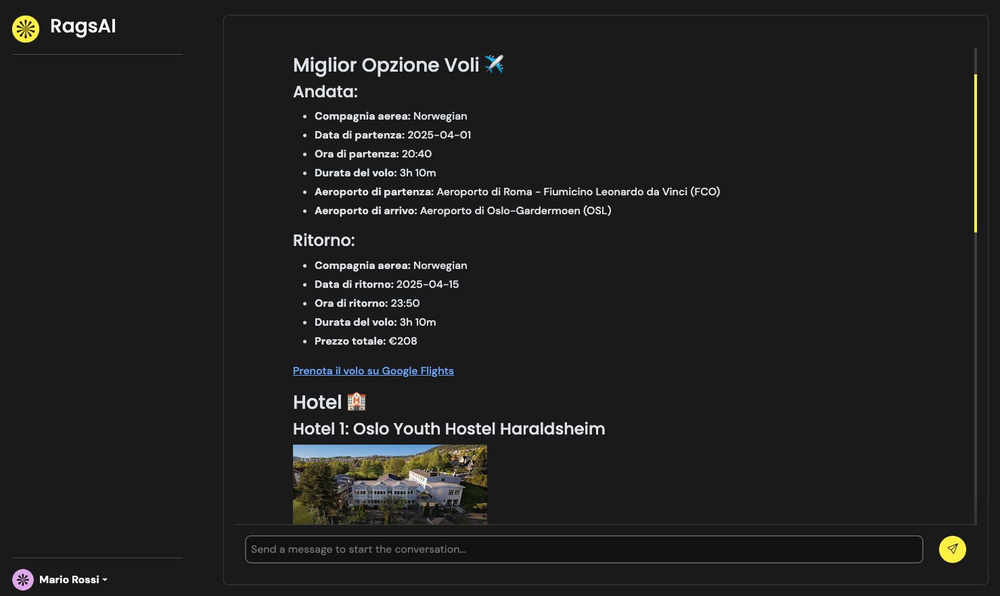 RagsAI
Miglior Opzione Voli ✈️
Andata:
• Compagnia aerea: Norwegian
• Data di partenza: 2025-04-01
• Ora di partenza: 20:40
• Durata del volo: 3h 10m
• Aeroporto di partenza: Aeroporto di Roma - Fiumicino Leonardo da Vinci (FCO)
• Aeroporto di arrivo: Aeroporto di Oslo-Gardermoen (OSL)
Ritorno:
• Compagnia aerea: Norwegian
• Data di ritorno: 2025-04-15
• Ora di ritorno: 23:50
• Durata del volo: 3h 10m
• Prezzo totale: €208
Prenota il volo su Google Flights
Hotel 🏨
Hotel 1: Oslo Youth Hostel Haraldsheim
Send a message to start the conversation...
Mario Rossi